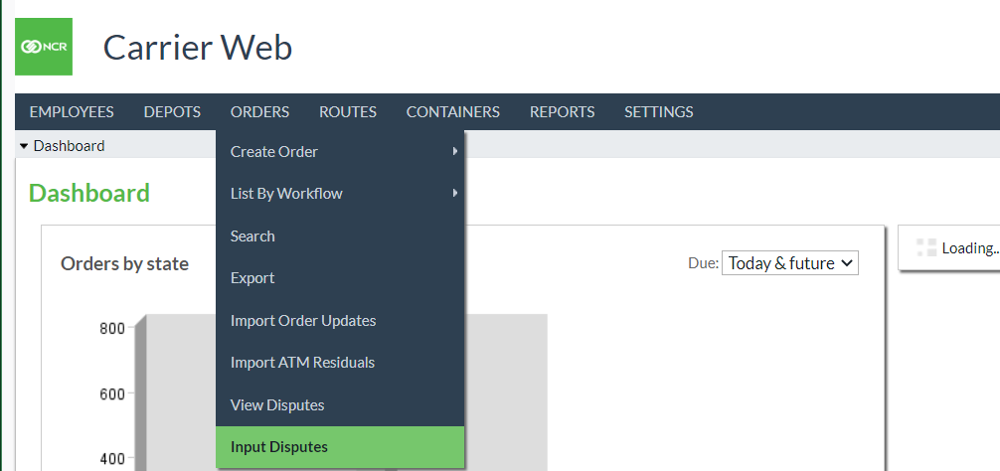 NCR
Carrier Web
EMPLOYEES DEPOTS ORDERS ROUTES CONTAINERS REPORTS SETTINGS
Dashboard
Create Order
List By Workflow
Search
Export
Import Order Updates
Import ATM Residuals
View Disputes
Input Disputes
Dashboard
Orders by state
Due: Today & future
800
600
400
Loading..